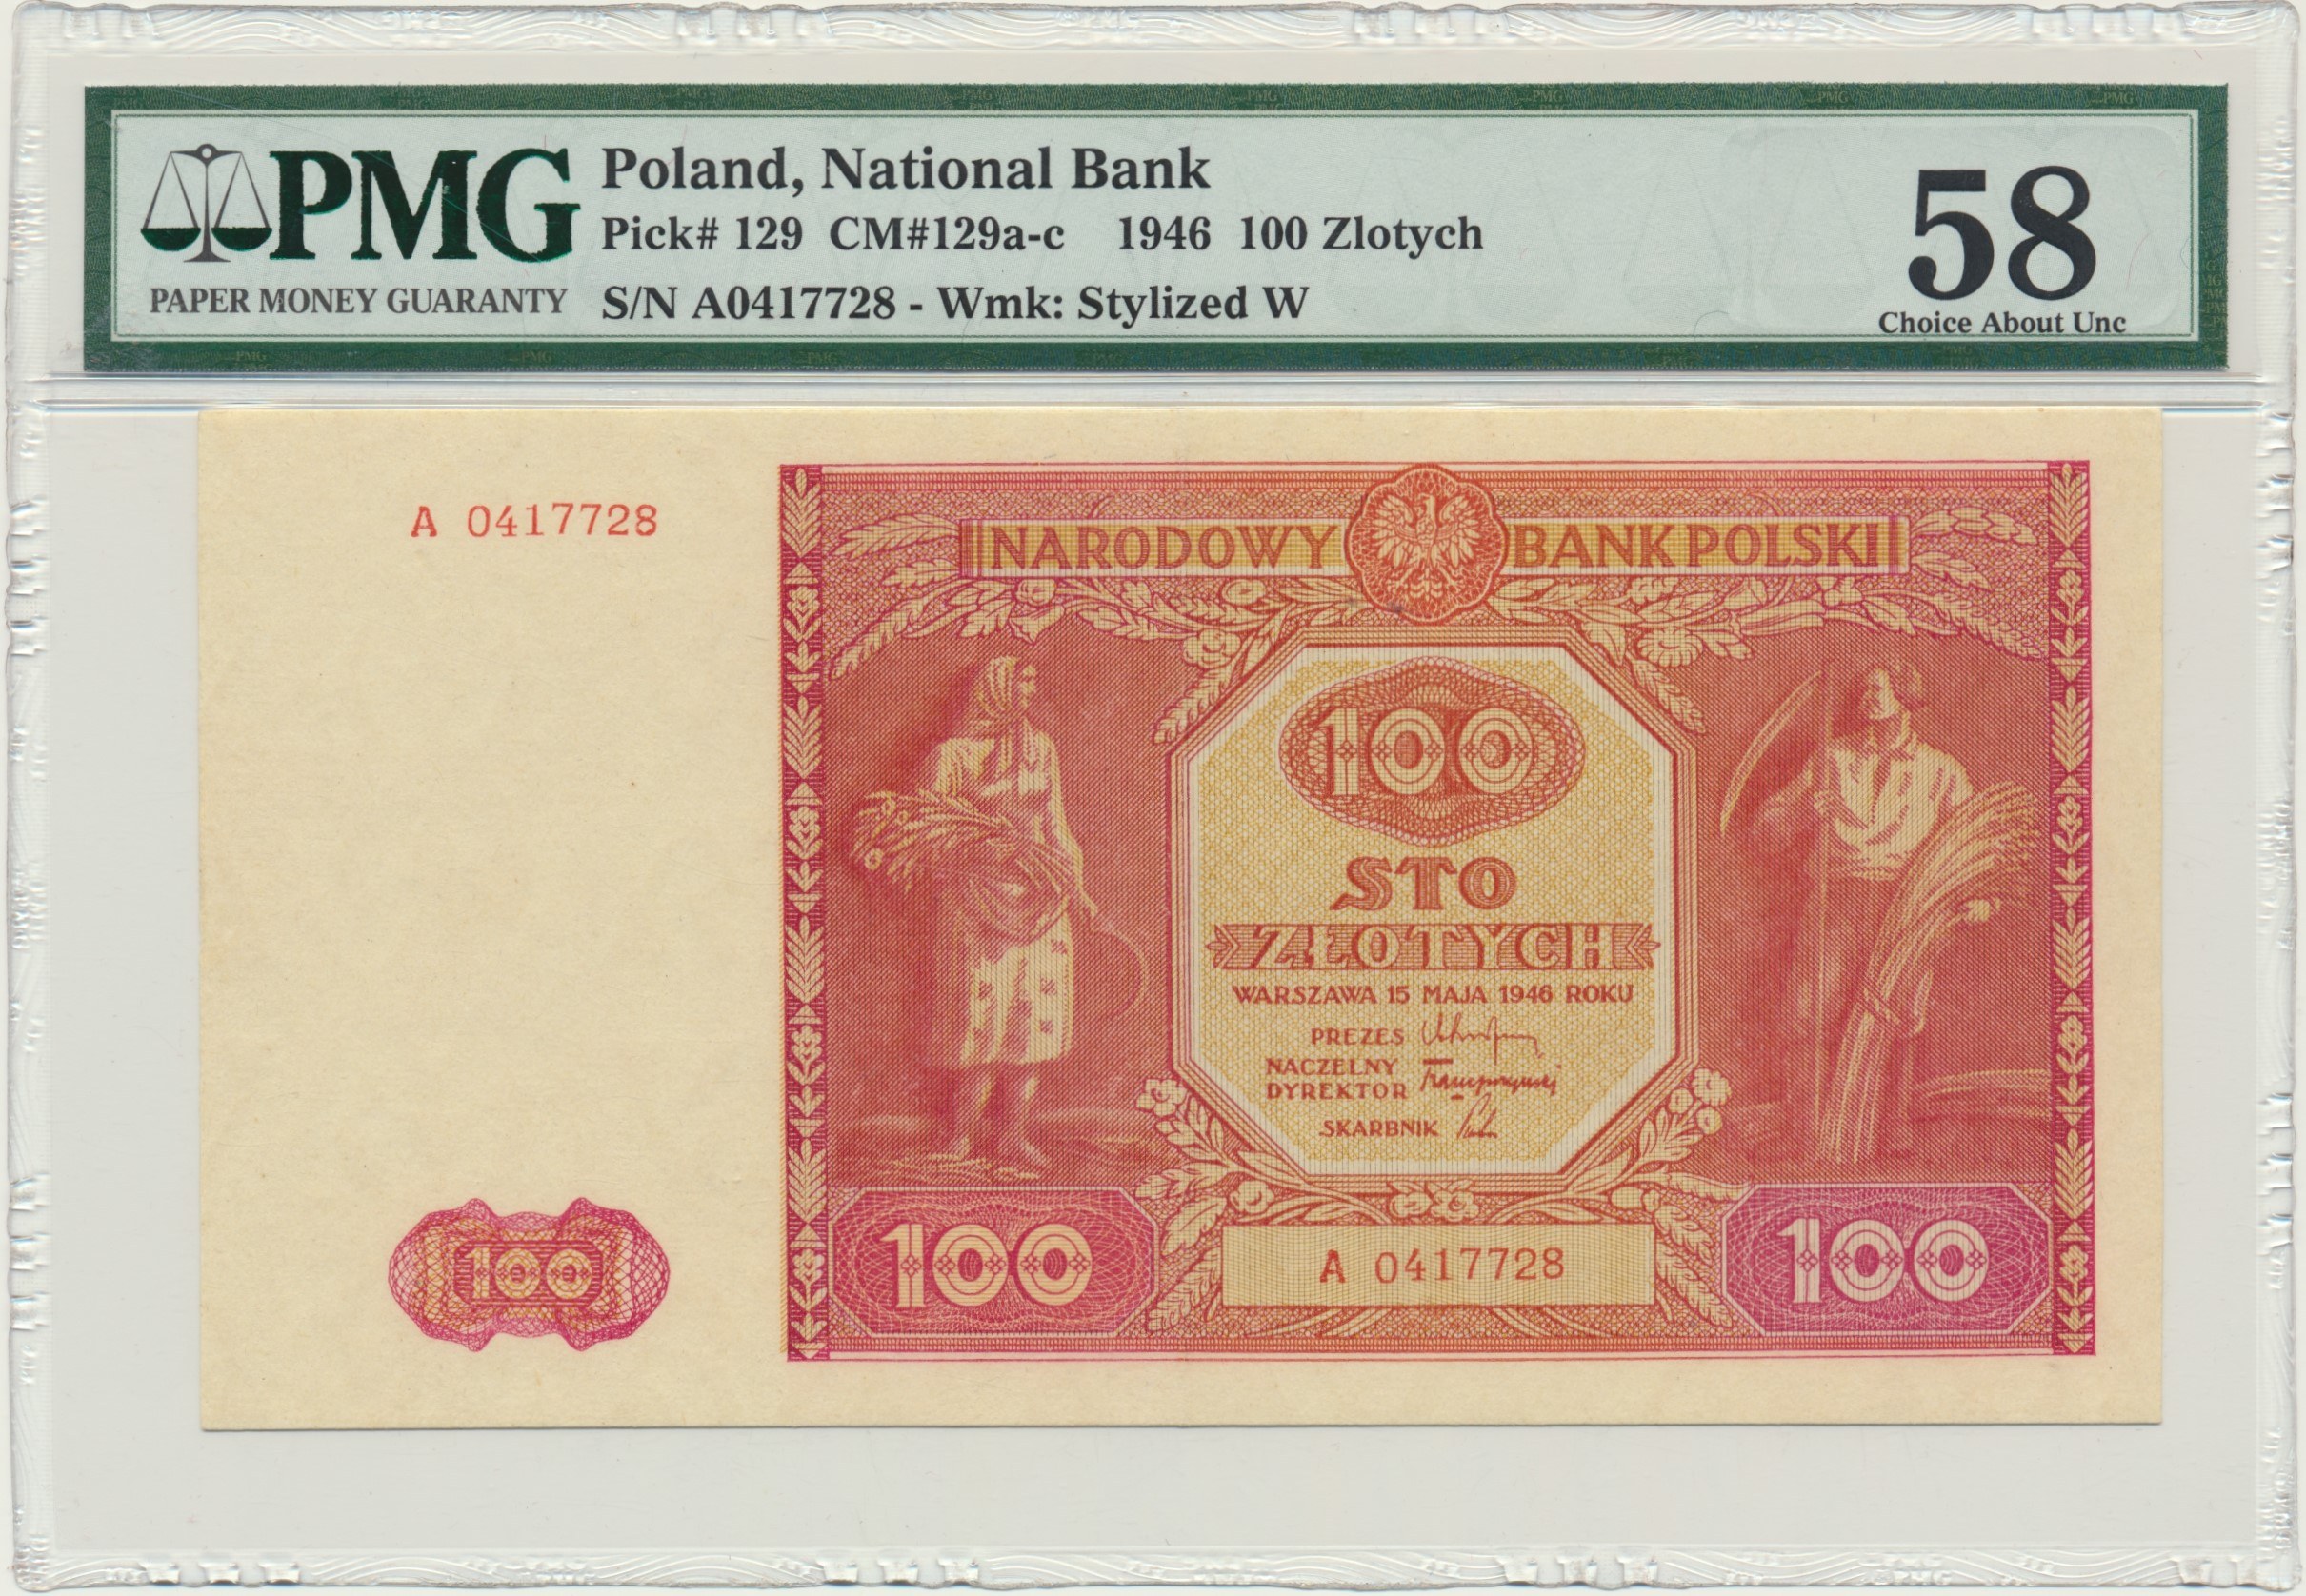 PMG
PAPER MONEY GUARANTY
Poland, National Bank
Pick# 129 CM#129a-c 1946 100 Zlotych
S/N A0417728 - Wmk: Stylized W
58
Choice About Unc
A 0417728
NARODOWY BANK POLSKI
100
STO
ZŁOTYCH
WARSZAWA 15 MAJA 1946 ROKU
PREZES
NACZELNY
DYREKTOR
SKARBNIK
100
100
A 0417728
100